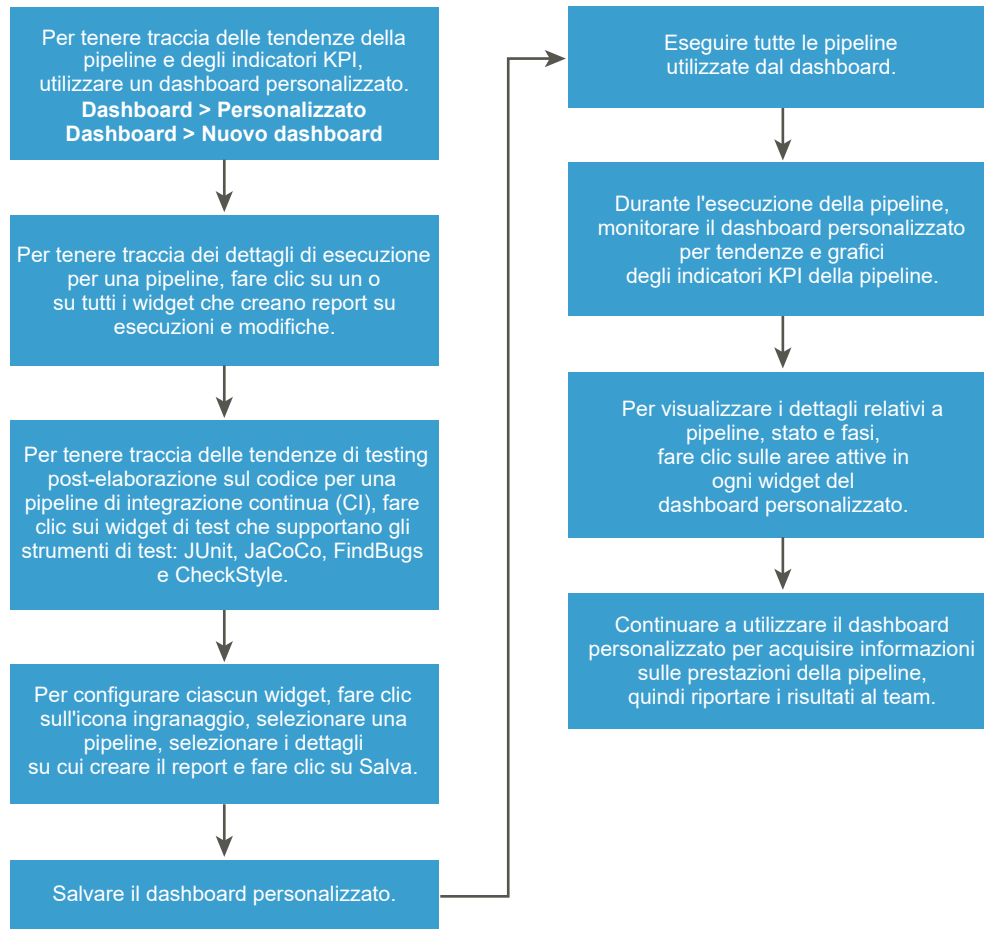 Per tenere traccia delle tendenze della
pipeline e degli indicatori KPI,
utilizzare un dashboard personalizzato.
Dashboard > Personalizzato
Dashboard > Nuovo dashboard
Per tenere traccia dei dettagli di esecuzione
per una pipeline, fare clic su un o
su tutti i widget che creano report su
esecuzioni e modifiche.
Per tenere traccia delle tendenze di testing
post-elaborazione sul codice per una
pipeline di integrazione continua (CI), fare
clic sui widget di test che supportano gli
strumenti di test: JUnit, JaCoCo, FindBugs
e CheckStyle.
Per configurare ciascun widget, fare clic
sull'icona ingranaggio, selezionare una
pipeline, selezionare i dettagli
su cui creare il report e fare clic su Salva.
Salvare il dashboard personalizzato.
Eseguire tutte le pipeline
utilizzate dal dashboard.
Durante l'esecuzione della pipeline,
monitorare il dashboard personalizzato
per tendenze e grafici
degli indicatori KPI della pipeline.
Per visualizzare i dettagli relativi a
pipeline, stato e fasi,
fare clic sulle aree attive in
ogni widget del
dashboard personalizzato.
Continuare a utilizzare il dashboard
personalizzato per acquisire informazioni
sulle prestazioni della pipeline,
quindi riportare i risultati al team.